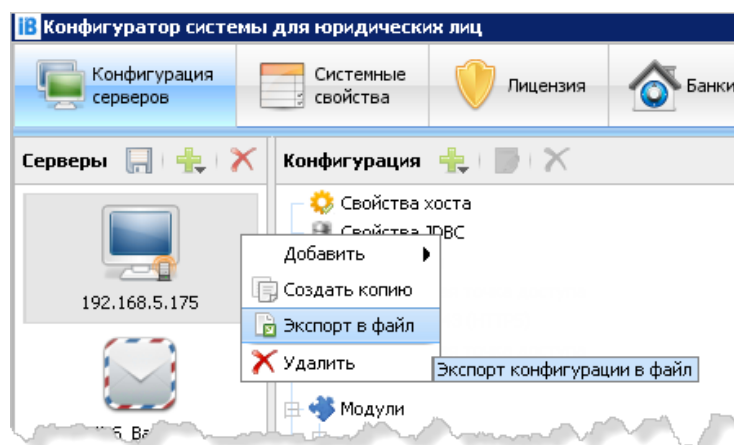 iB Конфигуратор системы для юридических лиц
Конфигурация
серверов
Системные
свойства
Лицензия
Банки
Серверы
Конфигурация
Свойства хоста
Свойства JDBC
Добавить
192.168.5.175
Создать копию
Экспорт в файл
Удалить
Экспорт конфигурации в файл
Модули